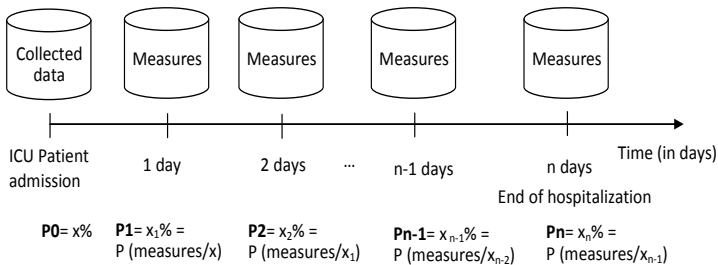 Collected data
Measures
Measures
Measures
Measures
ICU Patient admission
1 day
2 days
...
n-1 days
n days
Time (in days)
End of hospitalization
P0= x%
P1= x₁% =
P (measures/x)
P2= x₂% =
P (measures/x₁)
Pn-1= xₙ₋₁% =
P (measures/xₙ₋₂)
Pn= xₙ% =
P (measures/xₙ₋₁)